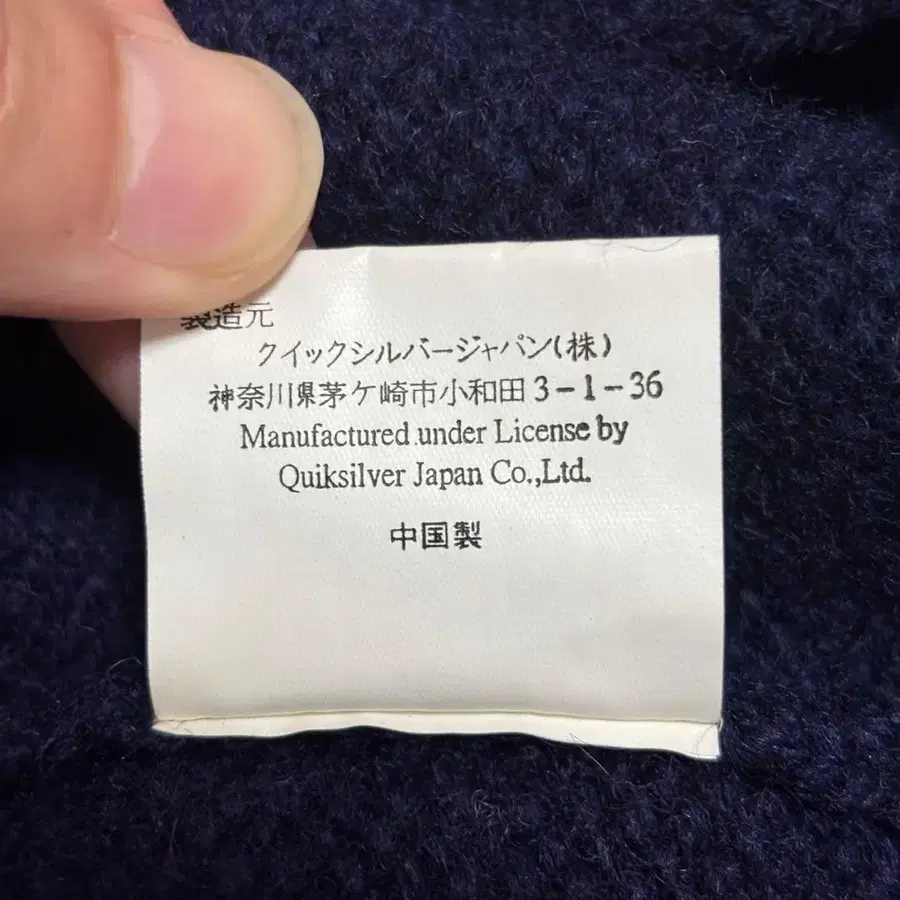 製造元
クイックシルバージャパン(株)
神奈川県茅ケ崎市小和田3-1-36
Manufactured under License by
Quiksilver Japan Co.,Ltd.
中国製